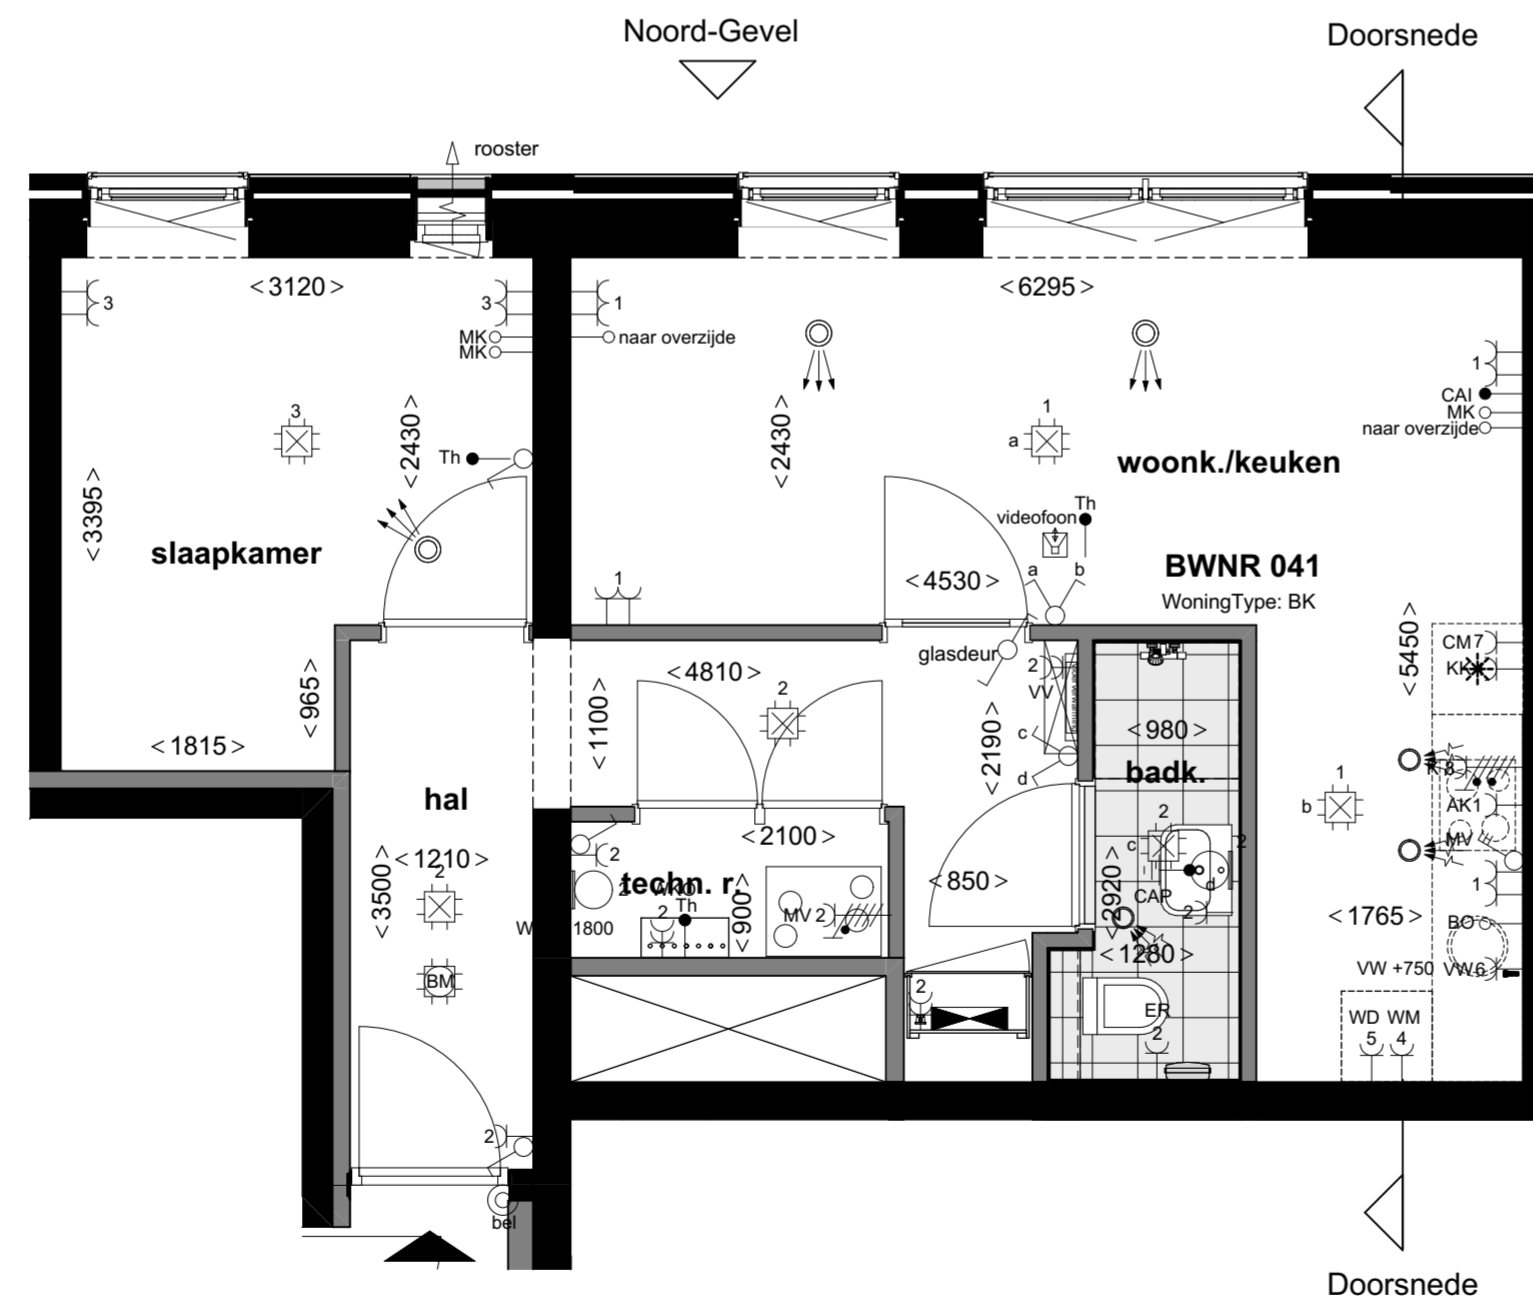 Noord-Gevel
Doorsnede
rooster
<3120>
<6295>
3
3
1
MK
MK
naar overzijde
1
CAI
MK
naar overzijde
3
<2430>
<2430>
1
a
Th
woonk./keuken
<3395>
slaapkamer
videofoon
Th
BWNR 041
WoningType: BK
1
<4530>
a
b
glasdeur
<5450>
CM7
<4810>
2
VV
2
<965>
<1100>
<1815>
<2190>
c
d
<980>
badk.
hal
<2100>
1
b
AK1
MV
<1210>
2
<3500>
2
techn. r.
WKO
2
Th
<900>
MV 2
1800
<850>
2
c
2
<2920>
CAP
d
2
<1280>
1
<1765>
BO
VW +750
VW6
BM
2
ER
2
WD
WM
5
4
2
bel
Doorsnede